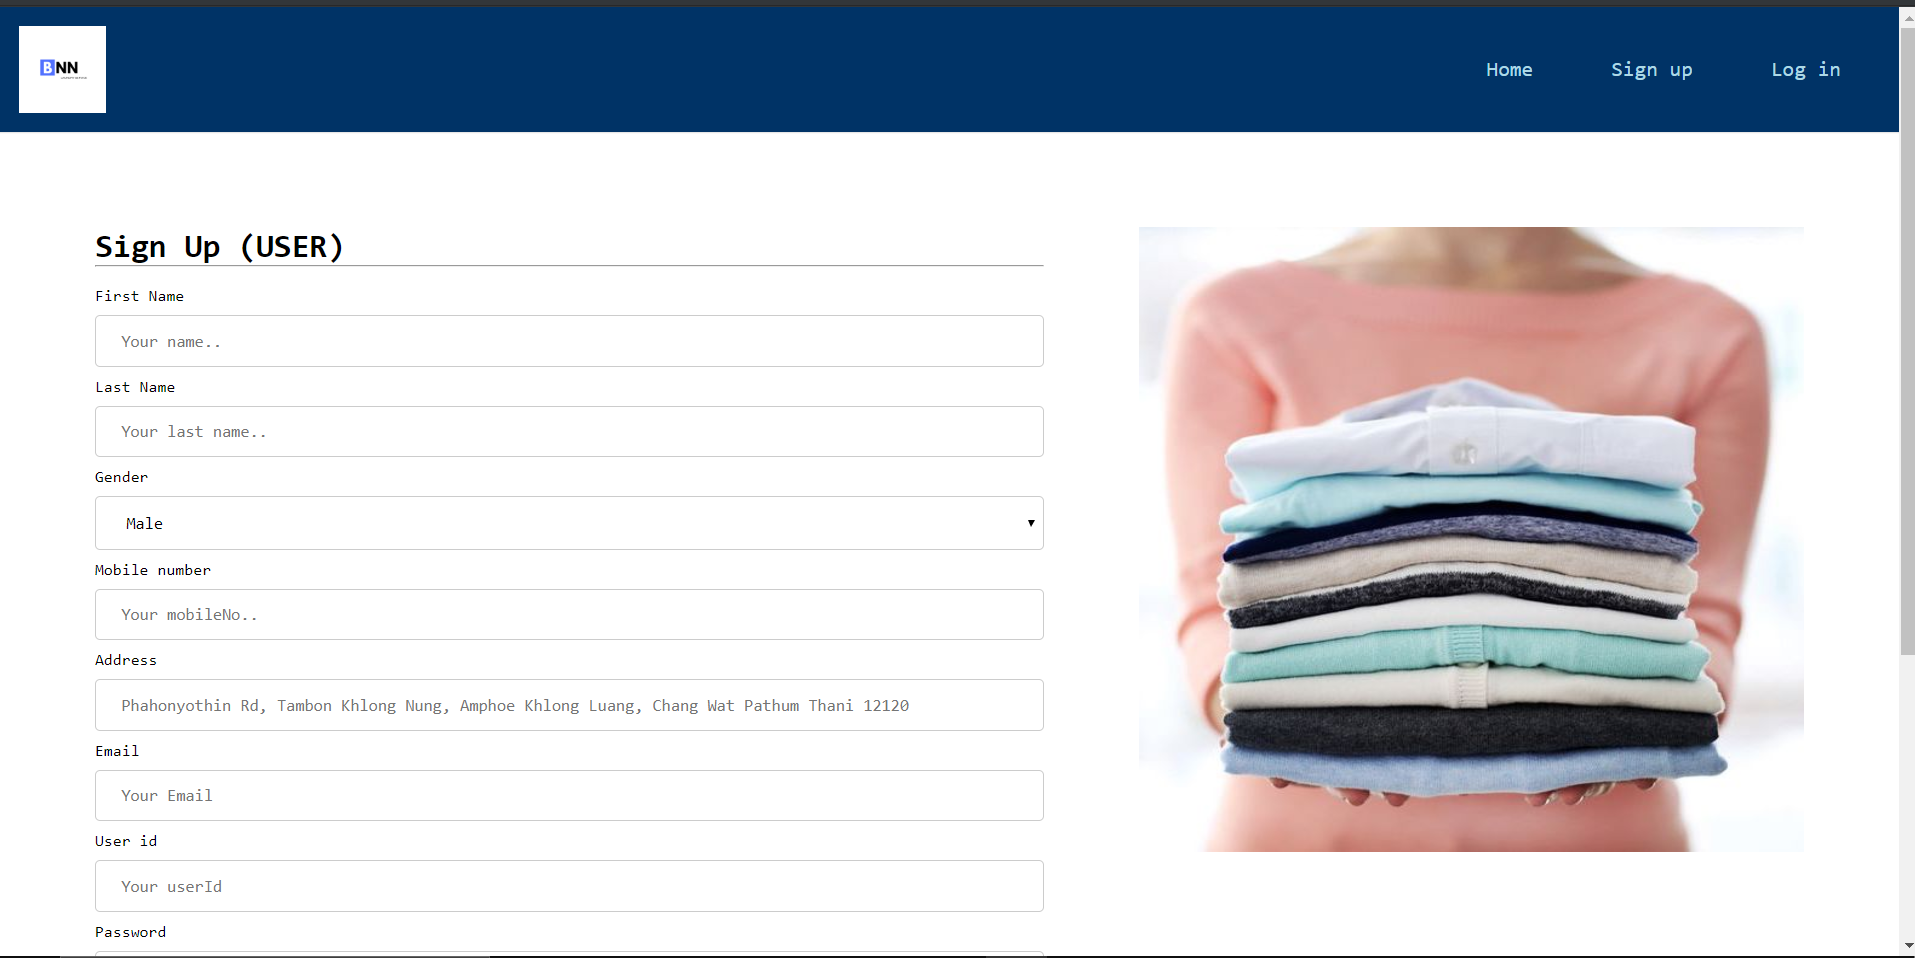 BNN
Home
Sign up
Log in
Sign Up (USER)
First Name
Your name..
Last Name
Your last name..
Gender
Male
Mobile number
Your mobileNo..
Address
Phahonyothin Rd, Tambon Khlong Nung, Amphoe Khlong Luang, Chang Wat Pathum Thani 12120
Email
Your Email
User id
Your userId
Password